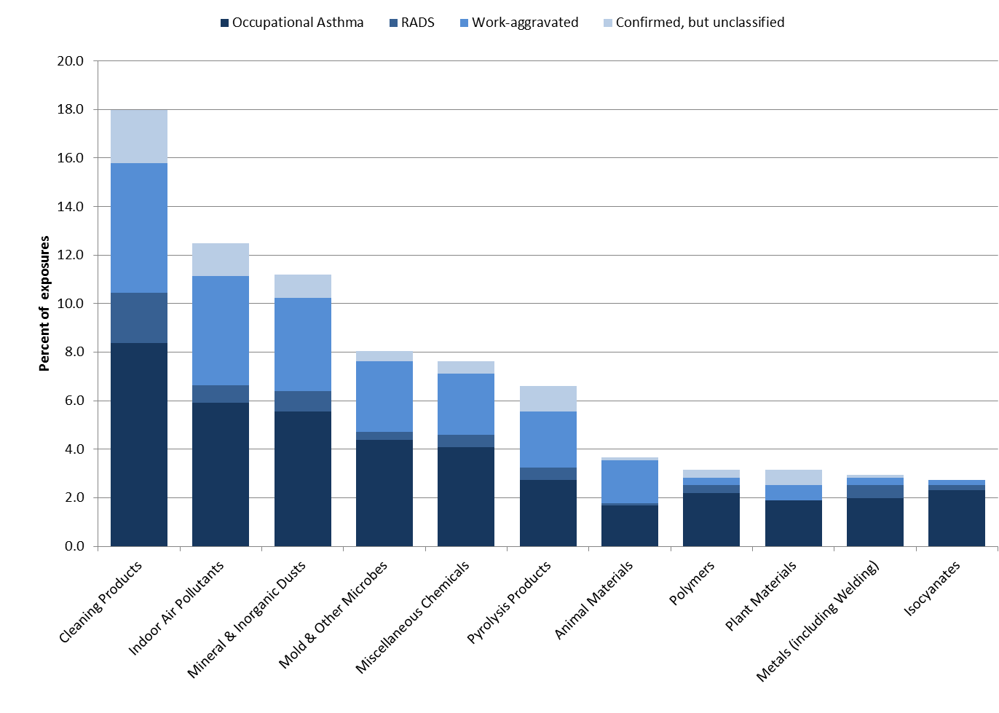 Occupational Asthma RADS Work-aggravated Confirmed, but unclassified
20.0
18.0
16.0
14.0
12.0
10.0
8.0
6.0
4.0
2.0
0.0
Percent of exposures
Cleaning Products
Indoor Air Pollutants
Mineral & Inorganic Dusts
Mold & Other Microbes
Miscellaneous Chemicals
Pyrolysis Products
Animal Materials
Polymers
Plant Materials
Metals (including Welding)
Isocyanates